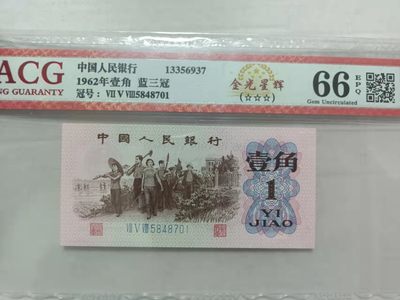 ACG
NG GUARANTY
中国人民银行 13356937
1962年壹角 蓝三冠
冠号： Ⅶ Ⅴ Ⅷ5848701
金光星辉
(☆☆☆)
66 EPQ
Gem Uncirculated
中国人民银行
壹角
1
YI
JIAO
Ⅶ Ⅴ Ⅷ 5848701